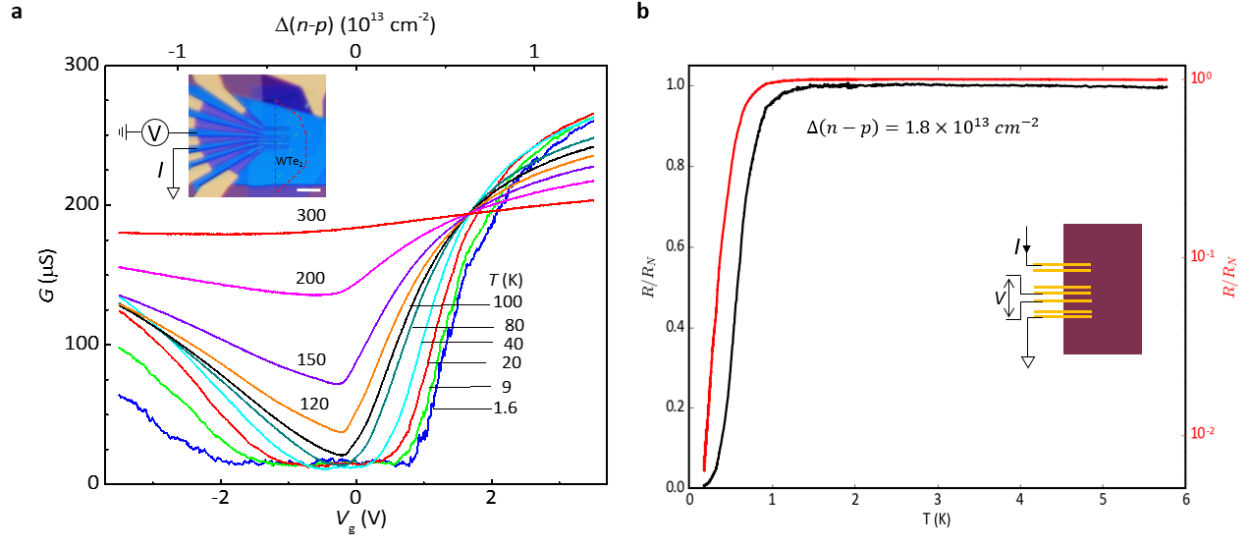 a
Δ(n-p) (10¹³ cm⁻²)
-1 0 1
300
200
100
0
G (μS)
V
I
WTe₂
300
200
150
120
T (K)
100
80
40
20
9
1.6
-2 0 2
V_g (V)
b
1.0
0.8
0.6
0.4
0.2
0.0
R/R_N
Δ(n − p) = 1.8 × 10¹³ cm⁻²
I
V
10⁰
10⁻¹
10⁻²
R/R_N
0 1 2 3 4 5 6
T (K)